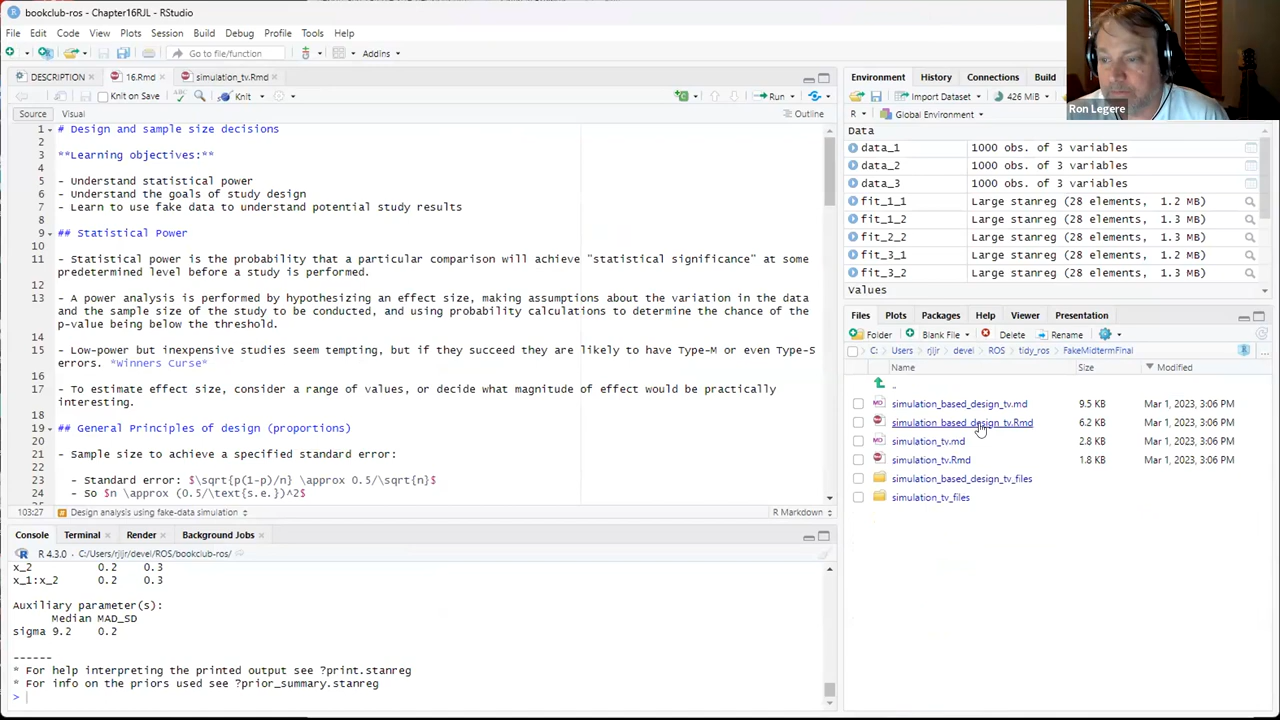 bookclub-ros - Chapter16RJL - RStudio
File Edit Code View Plots Session Build Debug Profile Tools Help
Go to file/function Addins
DESCRIPTION 16.Rmd simulation_tv.Rmd
Knit on Save Knit Run
Source Visual Outline
1 # Design and sample size decisions
2
3 **Learning objectives:**
4
5 - Understand statistical power
6 - Understand the goals of study design
7 - Learn to use fake data to understand potential study results
8
9 ## Statistical Power
10
11 - Statistical power is the probability that a particular comparison will achieve "statistical significance" at some
predetermined level before a study is performed.
12
13 - A power analysis is performed by hypothesizing an effect size, making assumptions about the variation in the data
and the sample size of the study to be conducted, and using probability calculations to determine the chance of the
p-value being below the threshold.
14
15 - Low-power but inexpensive studies seem tempting, but if they succeed they are likely to have Type-M or even Type-S
errors. *Winners Curse*
16
17 - To estimate effect size, consider a range of values, or decide what magnitude of effect would be practically
interesting.
18
19 ## General Principles of design (proportions)
20
21 - Sample size to achieve a specified standard error:
22
23 - Standard error: $\sqrt{p(1-p)/n} \approx 0.5/\sqrt{n}$
24 - So $n \approx (0.5/\text{s.e.})^2$
103:27 Design analysis using fake-data simulation R Markdown
Console Terminal Render Background Jobs
R 4.3.0 · C:/Users/rjljr/devel/ROS/bookclub-ros/
x_2 0.2 0.3
x_1:x_2 0.2 0.3
Auxiliary parameter(s):
Median MAD_SD
sigma 9.2 0.2
------
* For help interpreting the printed output see ?print.stanreg
* For info on the priors used see ?prior_summary.stanreg
>
Environment History Connections Build
Import Dataset 426 MiB
R Global Environment
Data
data_1 1000 obs. of 3 variables
data_2 1000 obs. of 3 variables
data_3 1000 obs. of 3 variables
fit_1_1 Large stanreg (28 elements, 1.2 MB)
fit_1_2 Large stanreg (28 elements, 1.3 MB)
fit_2_2 Large stanreg (28 elements, 1.3 MB)
fit_3_1 Large stanreg (28 elements, 1.2 MB)
fit_3_2 Large stanreg (28 elements, 1.3 MB)
Values
Files Plots Packages Help Viewer Presentation
Folder Blank File Delete Rename
C: Users rjljr devel ROS tidy_ros FakeMidtermFinal
Name Size Modified
..
simulation_based_design_tv.md 9.5 KB Mar 1, 2023, 3:06 PM
simulation_based_design_tv.Rmd 6.2 KB Mar 1, 2023, 3:06 PM
simulation_tv.md 2.8 KB Mar 1, 2023, 3:06 PM
simulation_tv.Rmd 1.8 KB Mar 1, 2023, 3:06 PM
simulation_based_design_tv_files
simulation_tv_files
Ron Legere